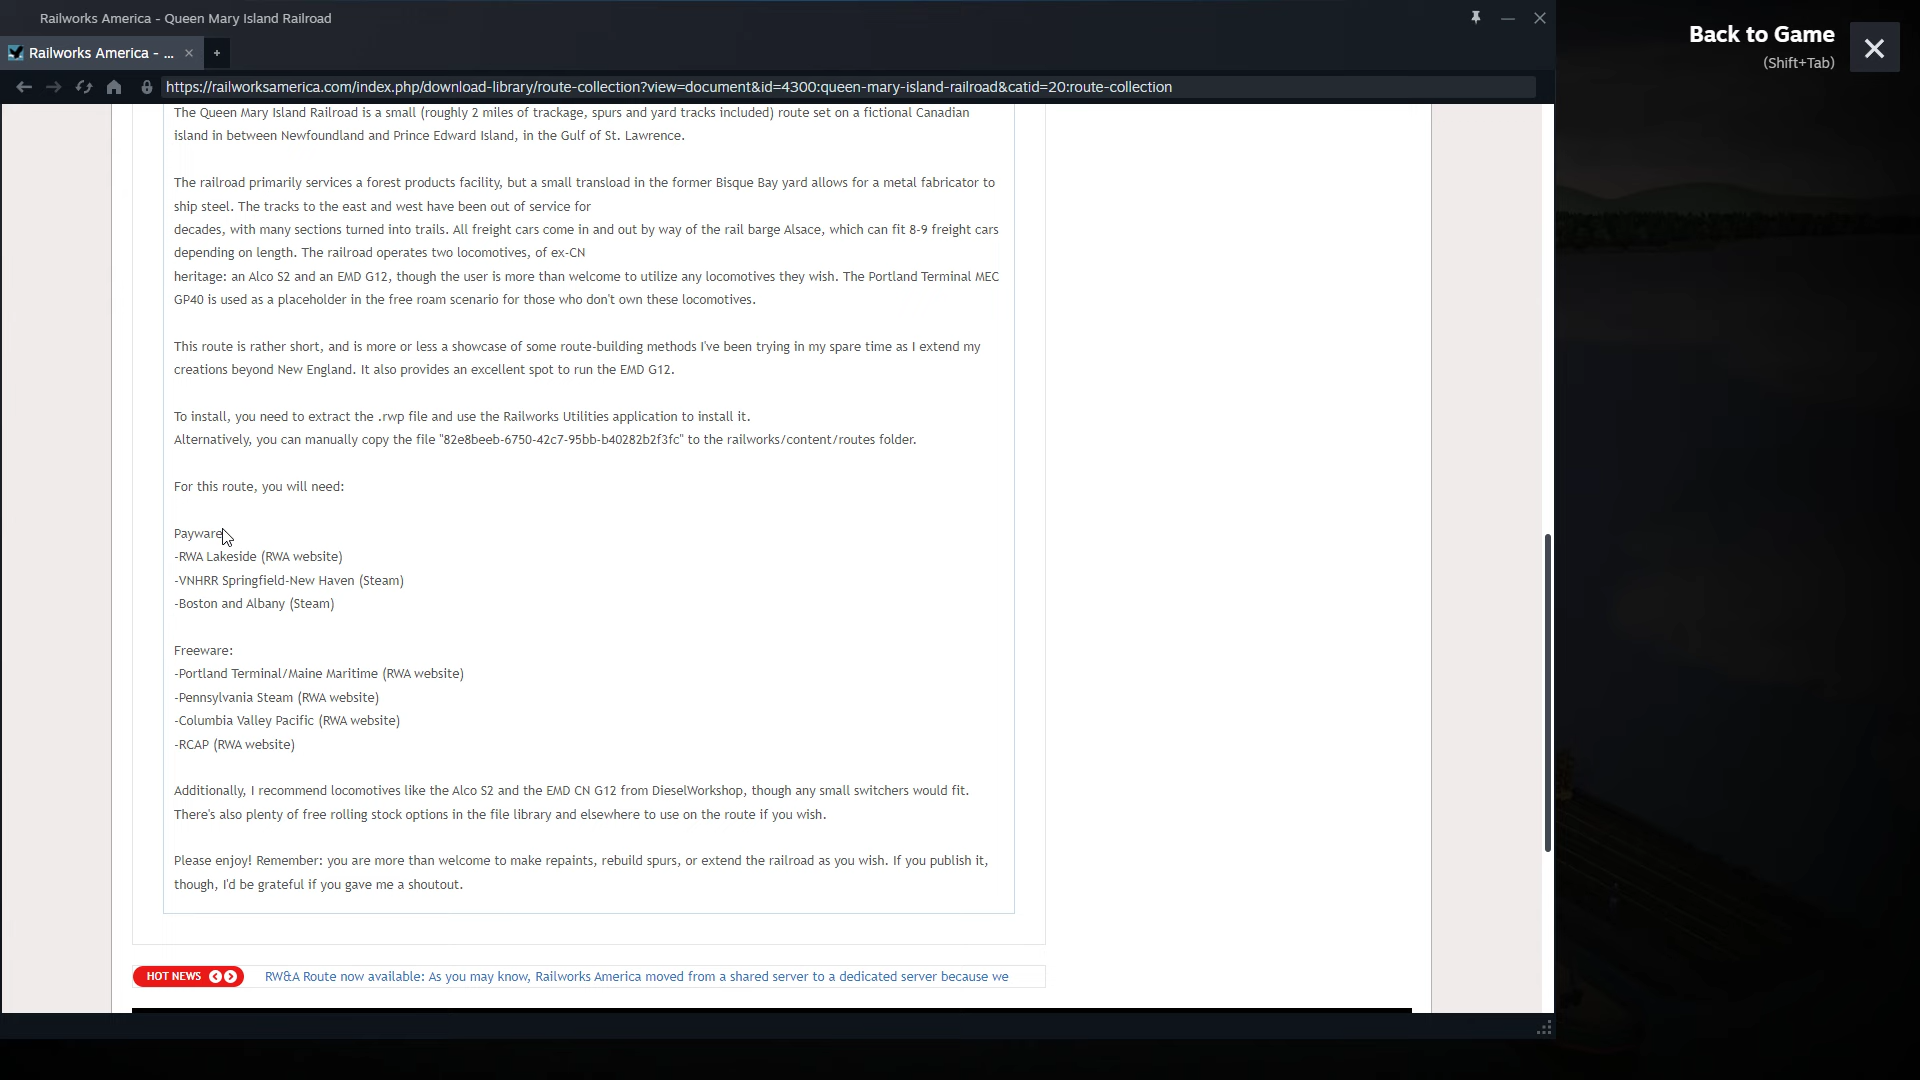 Railworks America - Queen Mary Island Railroad
Back to Game
(Shift+Tab)
Railworks America - ...
https://railworksamerica.com/index.php/download-library/route-collection?view=document&id=4300:queen-mary-island-railroad&catid=20:route-collection
The Queen Mary Island Railroad is a small (roughly 2 miles of trackage, spurs and yard tracks included) route set on a fictional Canadian
island in between Newfoundland and Prince Edward Island, in the Gulf of St. Lawrence.
The railroad primarily services a forest products facility, but a small transload in the former Bisque Bay yard allows for a metal fabricator to
ship steel. The tracks to the east and west have been out of service for
decades, with many sections turned into trails. All freight cars come in and out by way of the rail barge Alsace, which can fit 8-9 freight cars
depending on length. The railroad operates two locomotives, of ex-CN
heritage: an Alco S2 and an EMD G12, though the user is more than welcome to utilize any locomotives they wish. The Portland Terminal MEC
GP40 is used as a placeholder in the free roam scenario for those who don't own these locomotives.
This route is rather short, and is more or less a showcase of some route-building methods I've been trying in my spare time as I extend my
creations beyond New England. It also provides an excellent spot to run the EMD G12.
To install, you need to extract the .rwp file and use the Railworks Utilities application to install it.
Alternatively, you can manually copy the file "82e8beeb-6750-42c7-95bb-b40282b2f3fc" to the railworks/content/routes folder.
For this route, you will need:
Payware
-RWA Lakeside (RWA website)
-VNHRR Springfield-New Haven (Steam)
-Boston and Albany (Steam)
Freeware:
-Portland Terminal/Maine Maritime (RWA website)
-Pennsylvania Steam (RWA website)
-Columbia Valley Pacific (RWA website)
-RCAP (RWA website)
Additionally, I recommend locomotives like the Alco S2 and the EMD CN G12 from DieselWorkshop, though any small switchers would fit.
There's also plenty of free rolling stock options in the file library and elsewhere to use on the route if you wish.
Please enjoy! Remember: you are more than welcome to make repaints, rebuild spurs, or extend the railroad as you wish. If you publish it,
though, I'd be grateful if you gave me a shoutout.
HOT NEWS
RW&A Route now available: As you may know, Railworks America moved from a shared server to a dedicated server because we